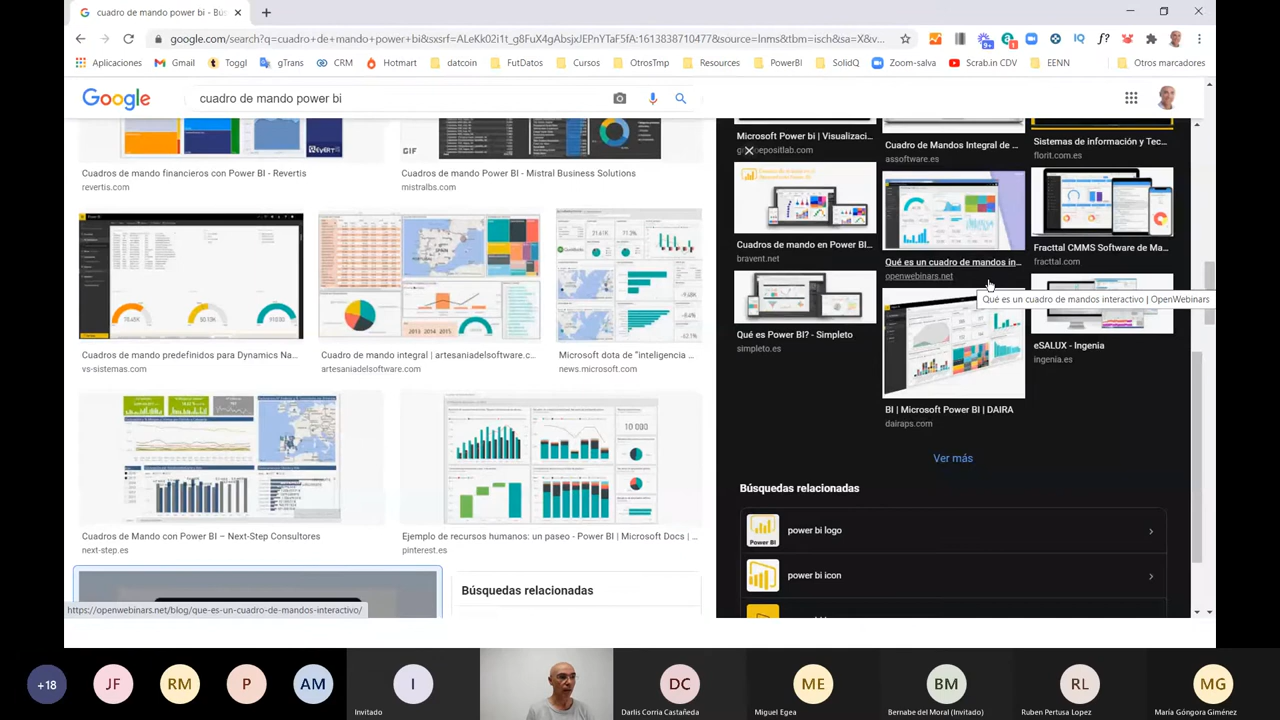 cuadro de mando power bi - Bús
google.com/search?q=cuadro+de+mando+power+bi&sxsrf=ALeKk02i1t_g8FuX4gAbsjxJEPnYTaF5fA:1613838710477&source=lnms&tbm=isch&sa=X&v...
Aplicaciones
Gmail
Toggl
gTrans
CRM
Hotmart
datcoin
FutDatos
Cursos
OtrosTmp
Resources
PowerBI
SolidQ
Zoom-salva
Scrab.in CDV
EENN
Otros marcadores
Google
cuadro de mando power bi
GIF
REVERTIS
Cuadros de mando financieros con Power BI - Revertis
revertis.com
Cuadros de mando Power BI - Mistral Business Solutions
mistralbs.com
Cuadros de mando predefinidos para Dynamics Na...
vs-sistemas.com
Cuadro de mando integral | artesaniadelsoftware.c...
artesaniadelsoftware.com
Microsoft dota de "inteligencia ...
news.microsoft.com
10 000
Cuadros de Mando con Power BI – Next-Step Consultores
next-step.es
Ejemplo de recursos humanos: un paseo - Power BI | Microsoft Docs | ...
pinterest.es
Búsquedas relacionadas
https://openwebinars.net/blog/que-es-un-cuadro-de-mandos-interactivo/
Microsoft Power bi | Visualizaci...
epositlab.com
Cuadro de Mandos Integral de ...
assoftware.es
Sistemas de información y Tec...
florit.com.es
Cuadros de mando en Power BI...
bravent.net
Qué es un cuadro de mandos in...
openwebinars.net
Fracttal CMMS Software de Ma...
fracttal.com
Qué es un cuadro de mandos interactivo | OpenWebinars
Qué es Power BI? - Simpleto
simpleto.es
eSALUX - Ingenia
ingenia.es
BI | Microsoft Power BI | DAIRA
dairaps.com
Ver más
Búsquedas relacionadas
Power BI
power bi logo
power bi icon
+18
JF
RM
P
AM
I
Invitado
DC
Darlis Corria Castañeda
ME
Miguel Egea
BM
Bernabe del Moral (Invitado)
RL
Ruben Pertusa Lopez
MG
María Góngora Giménez